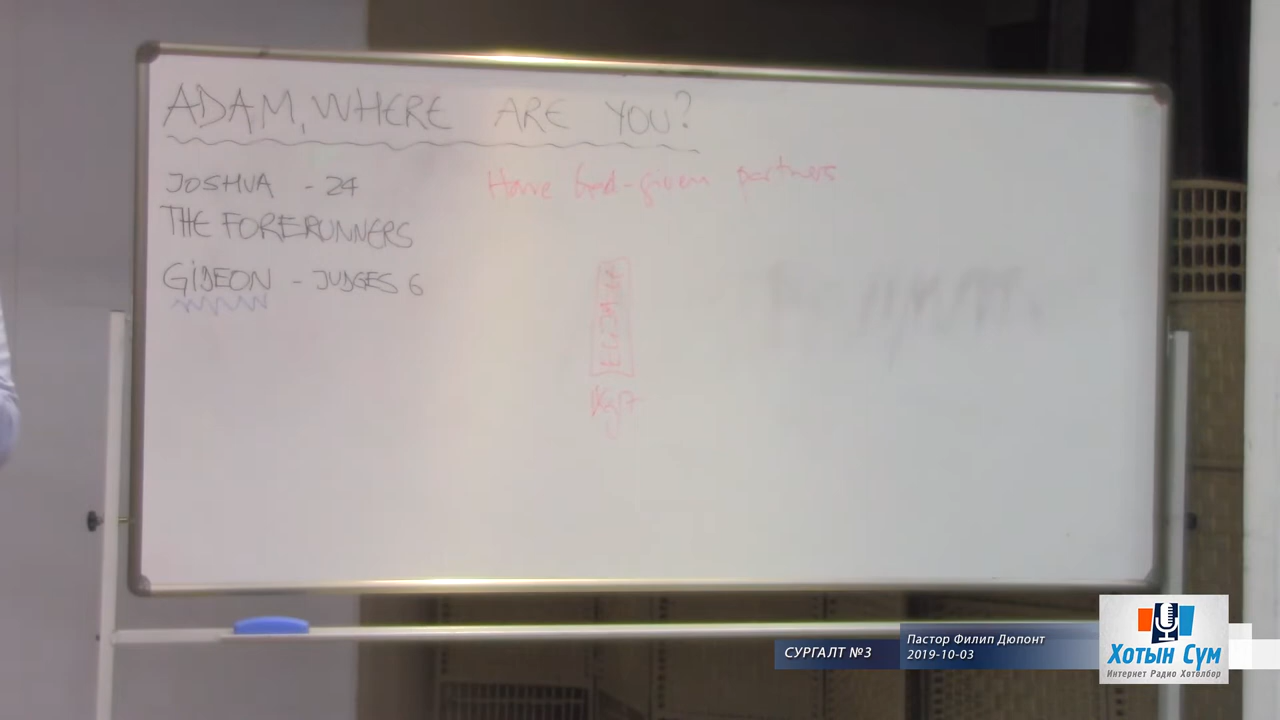 ADAM, WHERE ARE YOU?
JOSHUA - 24
THE FORERUNNERS
GIDEON - JUDGES 6
Have God-given partners
СУРГАЛТ №3
Пастор Филип Дюпонт
2019-10-03
Хотын Сүм
Интернет Радио Хөтөлбөр